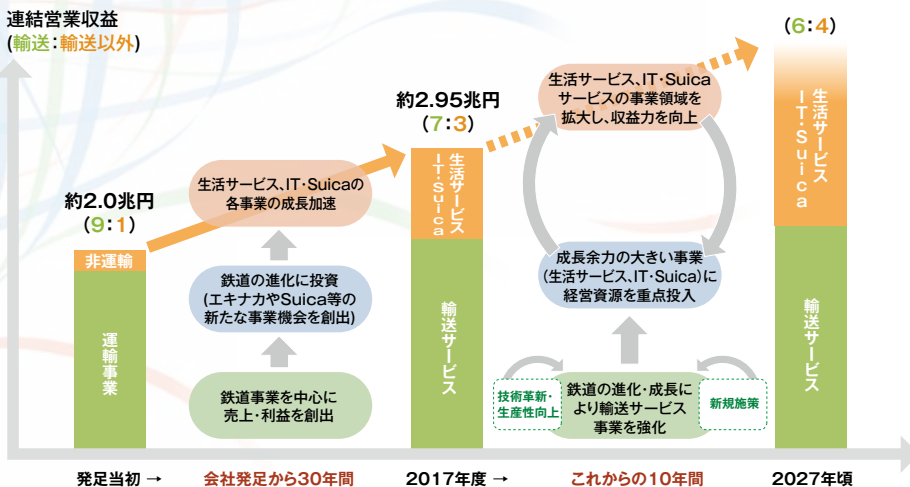 連結営業収益
(輸送:輸送以外)
約2.0兆円
(9:1)
非運輸
運輸事業
生活サービス、IT・Suicaの
各事業の成長加速
鉄道の進化に投資
(エキナカやSuica等の
新たな事業機会を創出)
鉄道事業を中心に
売上・利益を創出
約2.95兆円
(7:3)
生活サービス
IT・Suica
輸送サービス
生活サービス、IT・Suica
サービスの事業領域を
拡大し、収益力を向上
成長余力の大きい事業
(生活サービス、IT・Suica)に
経営資源を重点投入
技術革新・
生産性向上
鉄道の進化・成長に
より輸送サービス
事業を強化
新規施策
(6:4)
生活サービス
IT・Suica
輸送サービス
発足当初 →
会社発足から30年間
2017年度 →
これからの10年間
2027年頃